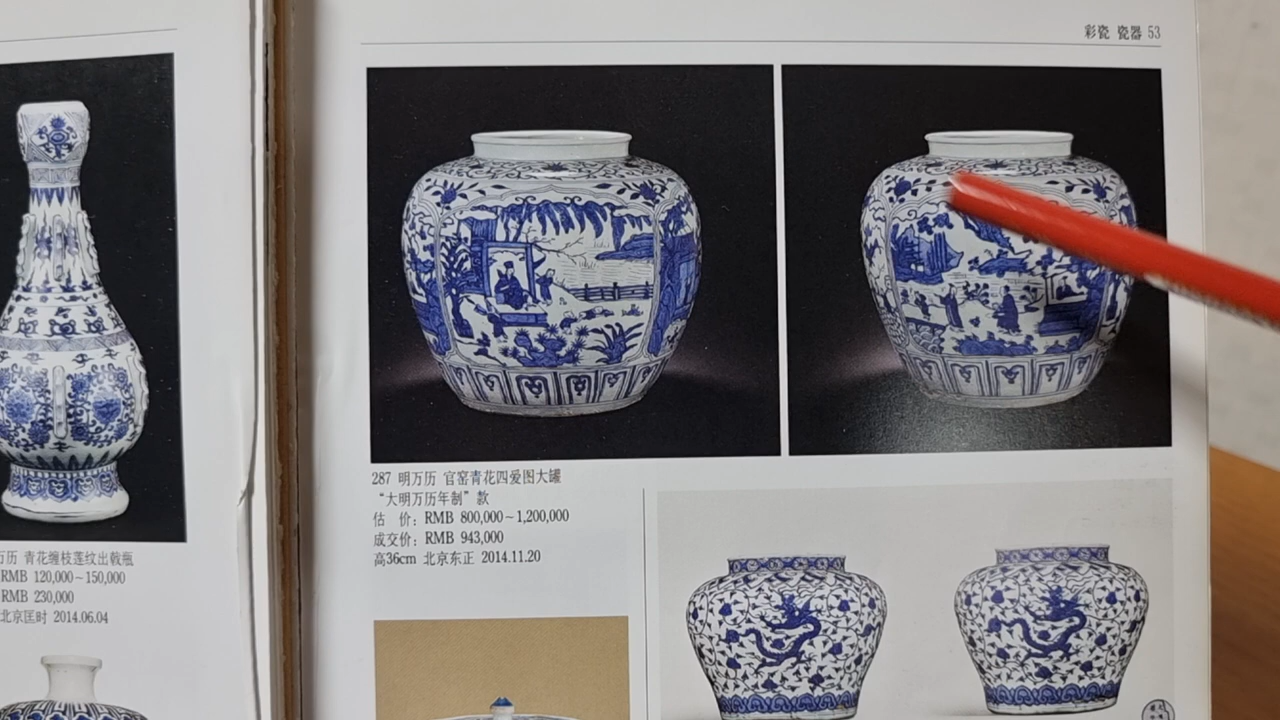 彩瓷 瓷器 53
万历 青花缠枝莲纹出戟瓶
RMB 120,000~150,000
RMB 230,000
北京匡时 2014.06.04
287 明万历 官窑青花四爱图大罐
“大明万历年制”款
估 价：RMB 800,000~1,200,000
成交价：RMB 943,000
高36cm 北京东正 2014.11.20